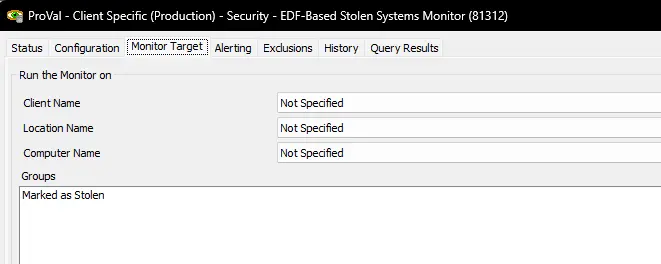 ProVal - Client Specific (Production) - Security - EDF-Based Stolen Systems Monitor (81312)
Status Configuration Monitor Target Alerting Exclusions History Query Results
Run the Monitor on
Client Name Not Specified
Location Name Not Specified
Computer Name Not Specified
Groups
Marked as Stolen